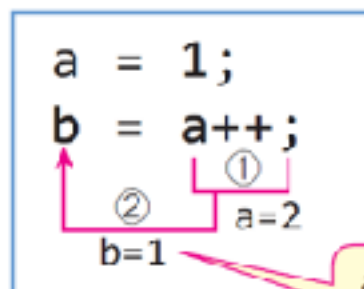 a = 1;
b = a++;
①
②
a=2
b=1